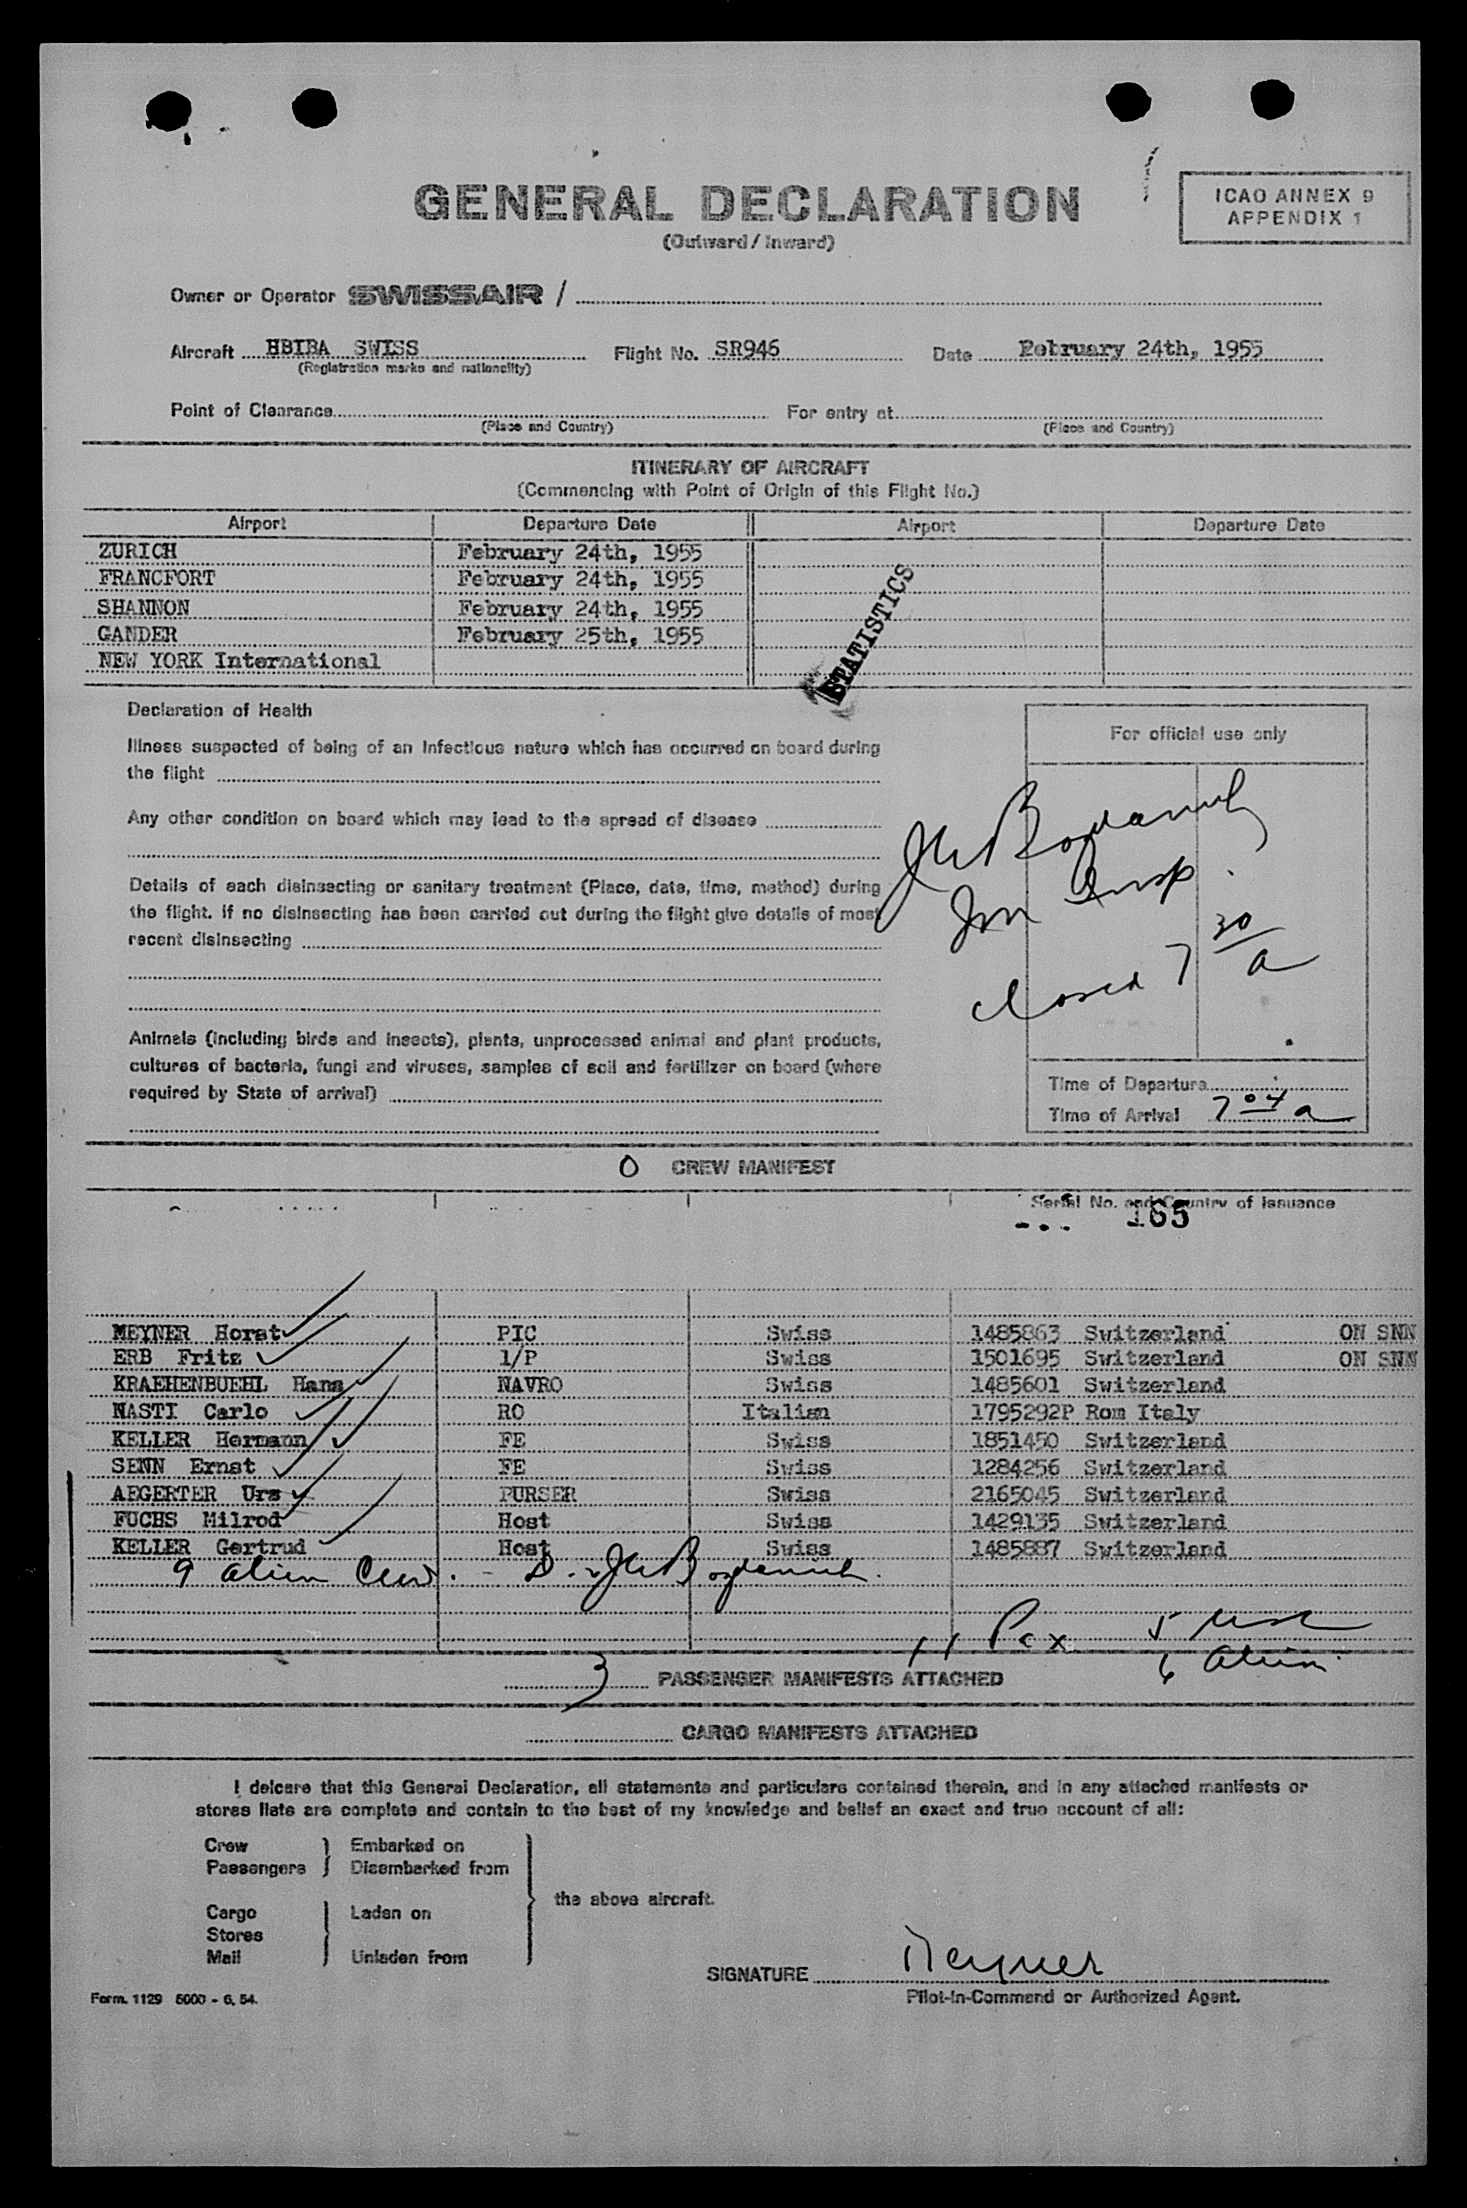 GENERAL DECLARATION
(Outward / Inward)
ICAO ANNEX 9
APPENDIX 1
Owner or Operator SWISSAIR /
Aircraft HBIBA SWISS Flight No. SR946 Date February 24th, 1955
(Registration marks and nationality)
Point of Clearance For entry at
(Place and Country) (Place and Country)
ITINERARY OF AIRCRAFT
(Commencing with Point of Origin of this Flight No.)
Airport Departure Date Airport Departure Date
ZURICH February 24th, 1955
FRANCFORT February 24th, 1955
SHANNON February 24th, 1955
GANDER February 25th, 1955
NEW YORK International
STATISTICS
Declaration of Health
Illness suspected of being of an infectious nature which has occurred on board during
the flight
Any other condition on board which may lead to the spread of disease
Details of each disinsecting or sanitary treatment (Place, date, time, method) during
the flight. If no disinsecting has been carried out during the flight give details of most
recent disinsecting
Animals (including birds and insects), plants, unprocessed animal and plant products,
cultures of bacteria, fungi and viruses, samples of soil and fertilizer on board (where
required by State of arrival)
For official use only
Imm Insp.
closed 7 30 a
Time of Departure
Time of Arrival 7 04 a
O CREW MANIFEST
Serial No. and Country of Issuance
165
MEYNER Horst PIC Swiss 1485863 Switzerland ON SNN
ERB Fritz 1/P Swiss 1501695 Switzerland ON SNN
KRAEHENBUEHL Hans NAVRO Swiss 1485601 Switzerland
NASTI Carlo RO Italian 1795292P Rom Italy
KELLER Hermann FE Swiss 1851450 Switzerland
SENN Ernst FE Swiss 1284256 Switzerland
AEGERTER Urs PURSER Swiss 2165045 Switzerland
FUCHS Milrod Host Swiss 1429135 Switzerland
KELLER Gertrud Host Swiss 1485887 Switzerland
9 alien Crew. - D.
11 Pax 5 USC
6 alien
3 PASSENGER MANIFESTS ATTACHED
CARGO MANIFESTS ATTACHED
I delcare that this General Declaration, all statements and particulars contained therein, and in any attached manifests or
stores lists are complete and contain to the best of my knowledge and belief an exact and true account of all:
Crew Embarked on
Passengers Disembarked from
the above aircraft.
Cargo Laden on
Stores
Mail Unladen from
SIGNATURE Meyner
Pilot-in-Command or Authorized Agent.
Form. 1129 5000 - 6. 54.